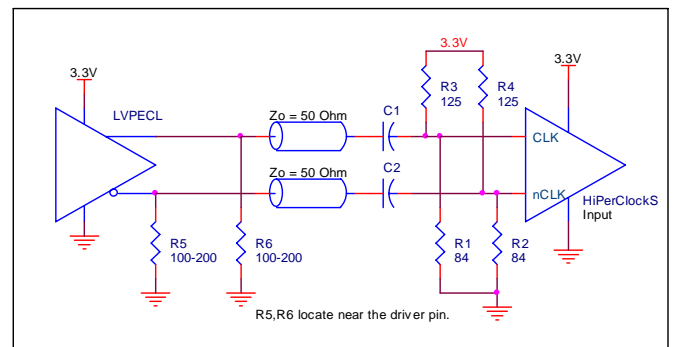 3.3V
3.3V
3.3V
LVPECL
R3
125
R4
125
Zo = 50 Ohm
C1
CLK
Zo = 50 Ohm
C2
nCLK
HiPerClockS
Input
R5
100-200
R6
100-200
R1
84
R2
84
R5,R6 locate near the driver pin.